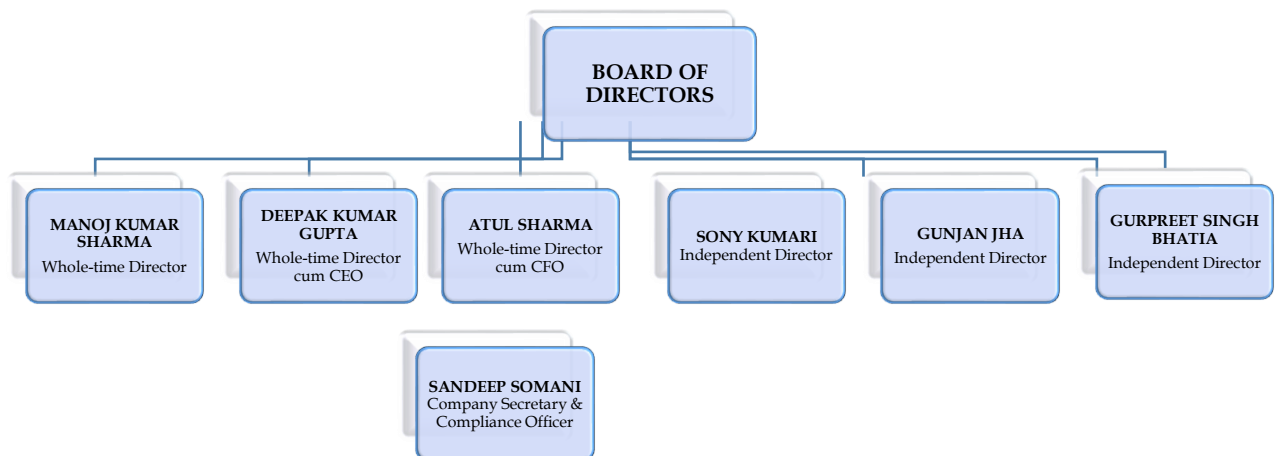 BOARD OF
DIRECTORS
MANOJ KUMAR
SHARMA
Whole-time Director
DEEPAK KUMAR
GUPTA
Whole-time Director
cum CEO
ATUL SHARMA
Whole-time Director
cum CFO
SONY KUMARI
Independent Director
GUNJAN JHA
Independent Director
GURPREET SINGH
BHATIA
Independent Director
SANDEEP SOMANI
Company Secretary &
Compliance Officer